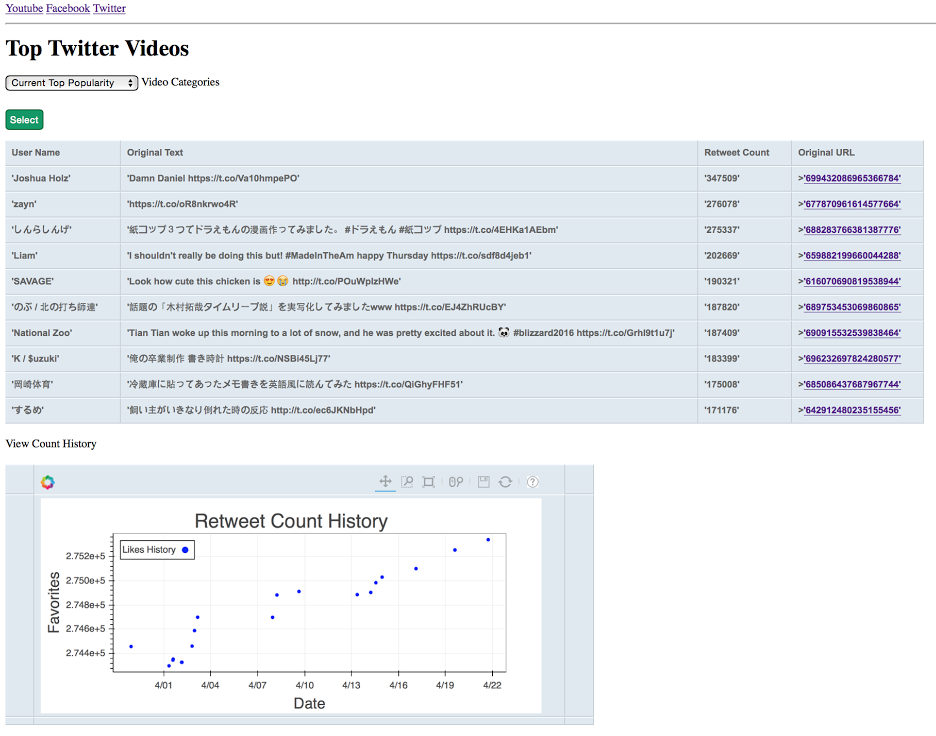 Youtube Facebook Twitter
Top Twitter Videos
Current Top Popularity Video Categories
Select
User Name Original Text Retweet Count Original URL
'Joshua Holz' 'Damn Daniel https://t.co/Va10hmpePO' '347509' >'699432086965366784'
'zayn' 'https://t.co/oR8nkrwo4R' '276078' >'677870961614577664'
'しんらしんげ' '紙コップ３つでドラえもんの漫画作ってみました。 #ドラえもん #紙コップ https://t.co/4EHKa1AEbm' '275337' >'688283766381387776'
'Liam' 'I shouldn't really be doing this but! #MadeInTheAm happy Thursday https://t.co/sdf8d4jeb1' '202669' >'659882199660044288'
'SAVAGE' 'Look how cute this chicken is 😍😭 http://t.co/POUWpIzHWe' '190321' >'616070690819538944'
'のぶ / 北の打ち師達' '話題の「木村拓哉タイムリープ説」を実写化してみましたwww https://t.co/EJ4ZhRUcBY' '187820' >'689753453069860865'
'National Zoo' 'Tian Tian woke up this morning to a lot of snow, and he was pretty excited about it. 🐼 #blizzard2016 https://t.co/GrhI9t1u7j' '187409' >'690915532539838464'
'K / $uzuki' '俺の卒業制作 書き時計 https://t.co/NSBi45Lj77' '183399' >'696232697824280577'
'岡崎体育' '冷蔵庫に貼ってあったメモ書きを英語風に読んでみた https://t.co/QiGhyFHF51' '175008' >'685086437687967744'
'するめ' '飼い主がいきなり倒れた時の反応 http://t.co/ec6JKNbHpd' '171176' >'642912480235155456'
View Count History
Retweet Count History
Likes History
Favorites
2.752e+5
2.750e+5
2.748e+5
2.746e+5
2.744e+5
4/01 4/04 4/07 4/10 4/13 4/16 4/19 4/22
Date